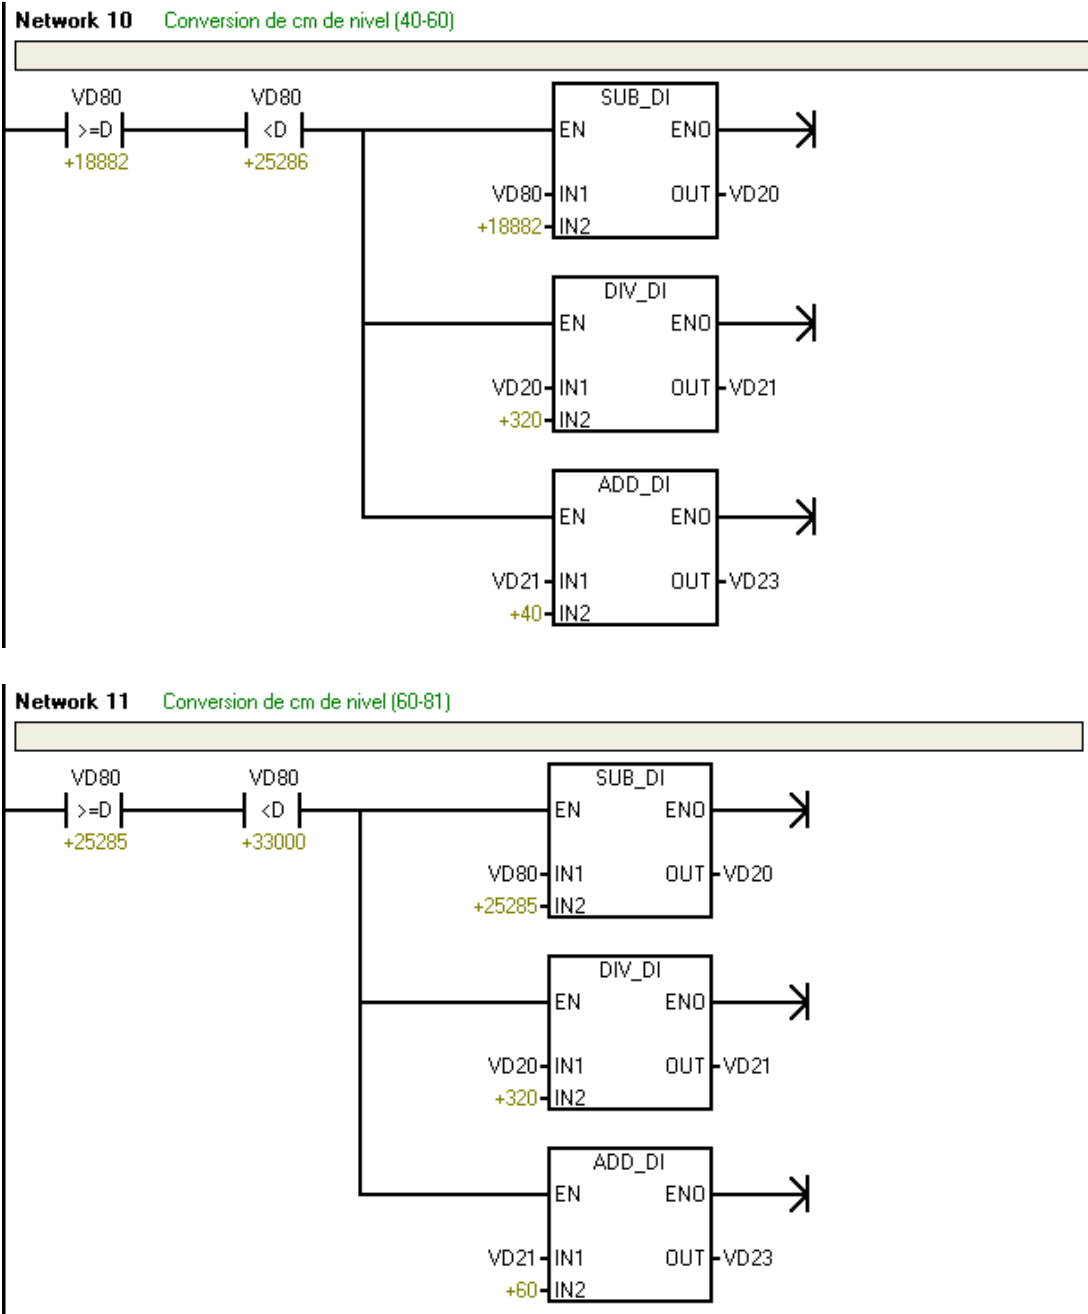 Network 10 Conversion de cm de nivel (40-60)
VD80 VD80 SUB_DI
>=D <D EN ENO
+18882 +25286
VD80 IN1 OUT VD20
+18882 IN2
DIV_DI
EN ENO
VD20 IN1 OUT VD21
+320 IN2
ADD_DI
EN ENO
VD21 IN1 OUT VD23
+40 IN2
Network 11 Conversion de cm de nivel (60-81)
VD80 VD80 SUB_DI
>=D <D EN ENO
+25285 +33000
VD80 IN1 OUT VD20
+25285 IN2
DIV_DI
EN ENO
VD20 IN1 OUT VD21
+320 IN2
ADD_DI
EN ENO
VD21 IN1 OUT VD23
+60 IN2